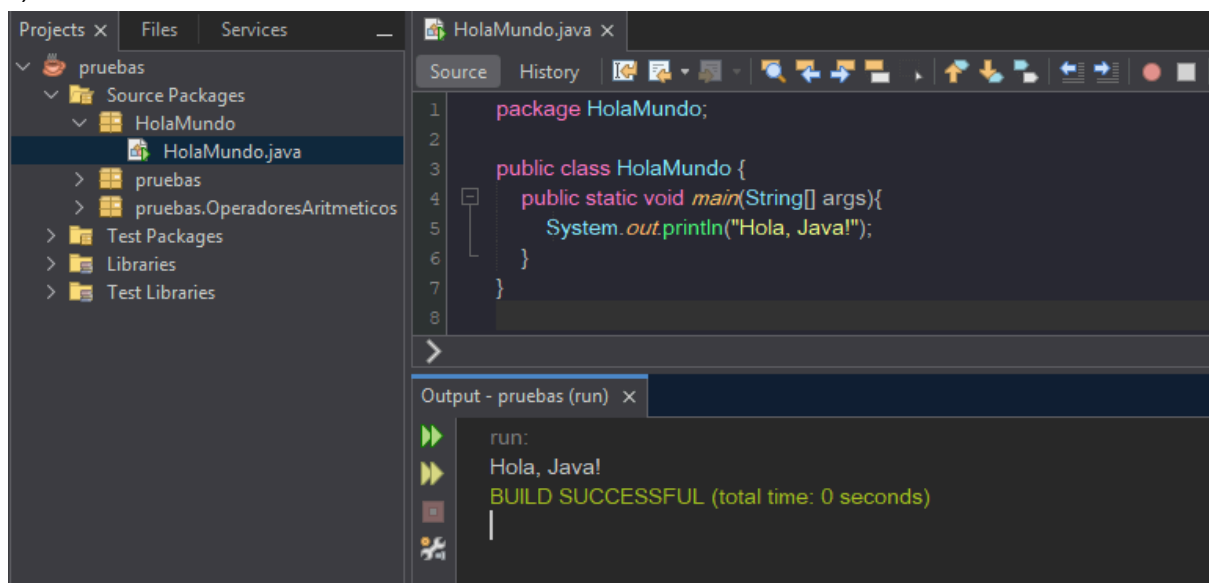 Projects
Files
Services
pruebas
Source Packages
HolaMundo
HolaMundo.java
pruebas
pruebas.OperadoresAritmeticos
Test Packages
Libraries
Test Libraries
HolaMundo.java
Source
History
1 package HolaMundo;
2
3 public class HolaMundo {
4 public static void main(String[] args){
5 System.out.println("Hola, Java!");
6 }
7 }
8
Output - pruebas (run)
run:
Hola, Java!
BUILD SUCCESSFUL (total time: 0 seconds)